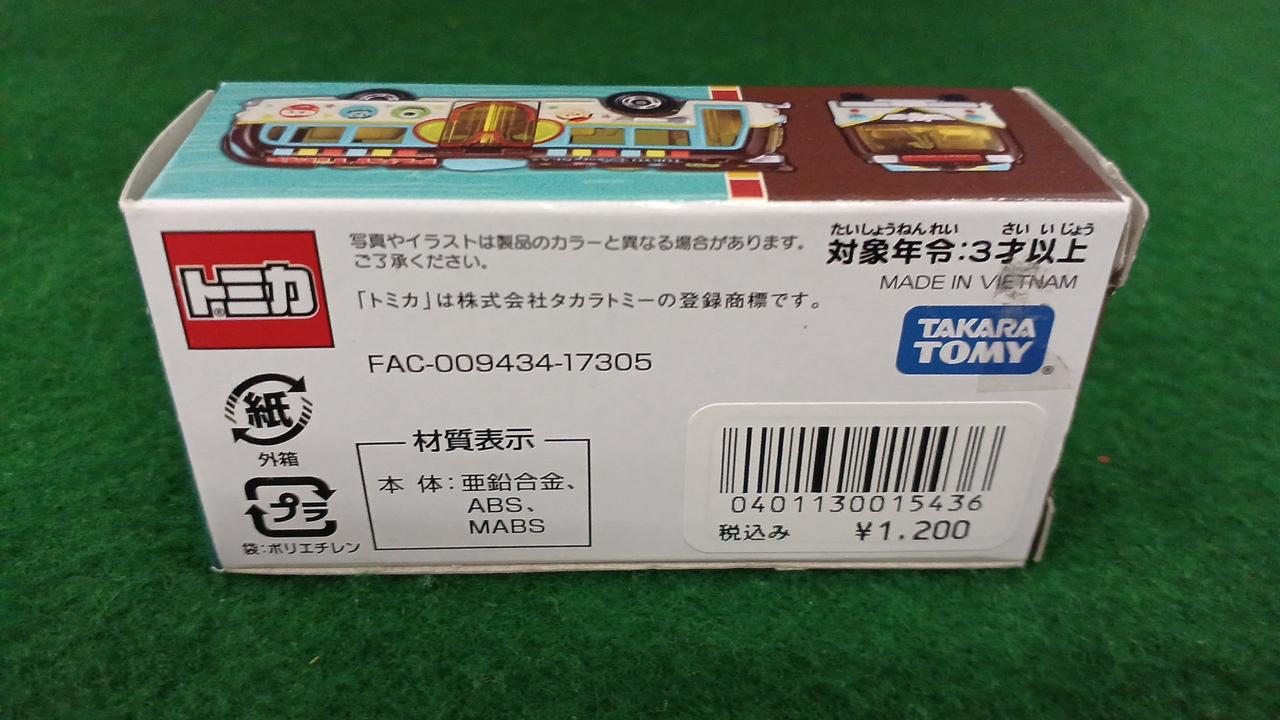 トミカ
®
写真やイラストは製品のカラーと異なる場合があります。
ご了承ください。
「トミカ」は株式会社タカラトミーの登録商標です。
FAC-009434-17305
たいしょうねんれい さいいじょう
対象年令:3才以上
MADE IN VIETNAM
TAKARA
TOMY
®
紙
外箱
プラ
袋:ポリエチレン
材質表示
本体:亜鉛合金、
ABS、
MABS
0401130015436
税込み ¥1,200